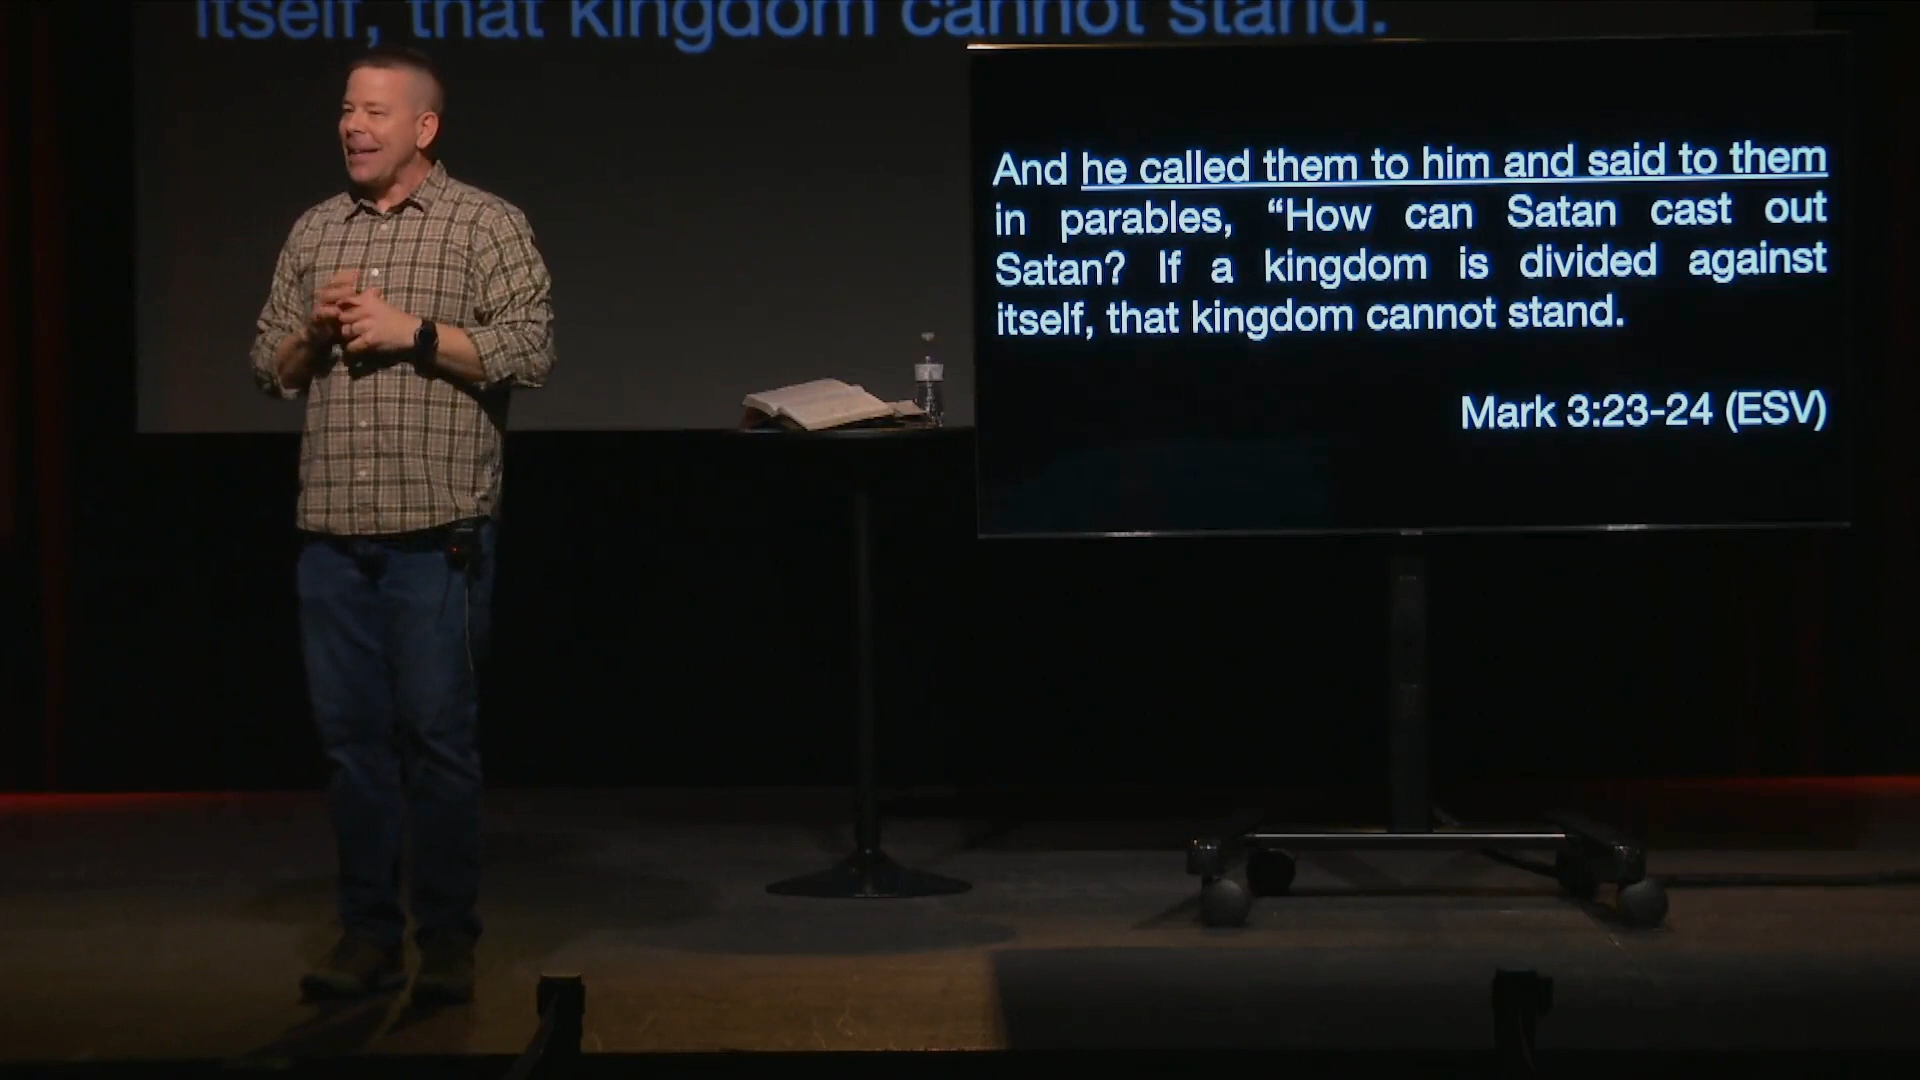 itself, that kingdom cannot stand.
And he called them to him and said to them
in parables, “How can Satan cast out
Satan? If a kingdom is divided against
itself, that kingdom cannot stand.
Mark 3:23-24 (ESV)